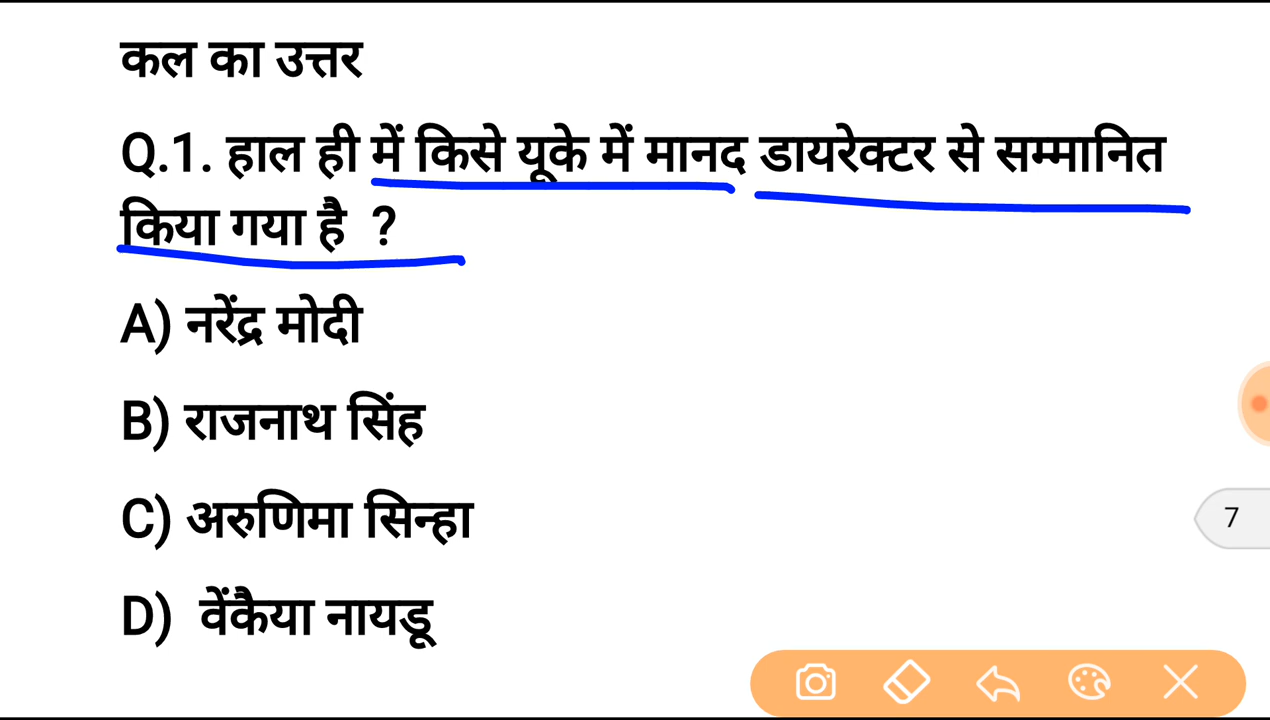 कल का उत्तर
Q.1. हाल ही में किसे यूके में मानद डायरेक्टर से सम्मानित
किया गया है ?
A) नरेंद्र मोदी
B) राजनाथ सिंह
C) अरुणिमा सिन्हा
7
D) वेंकैया नायडू